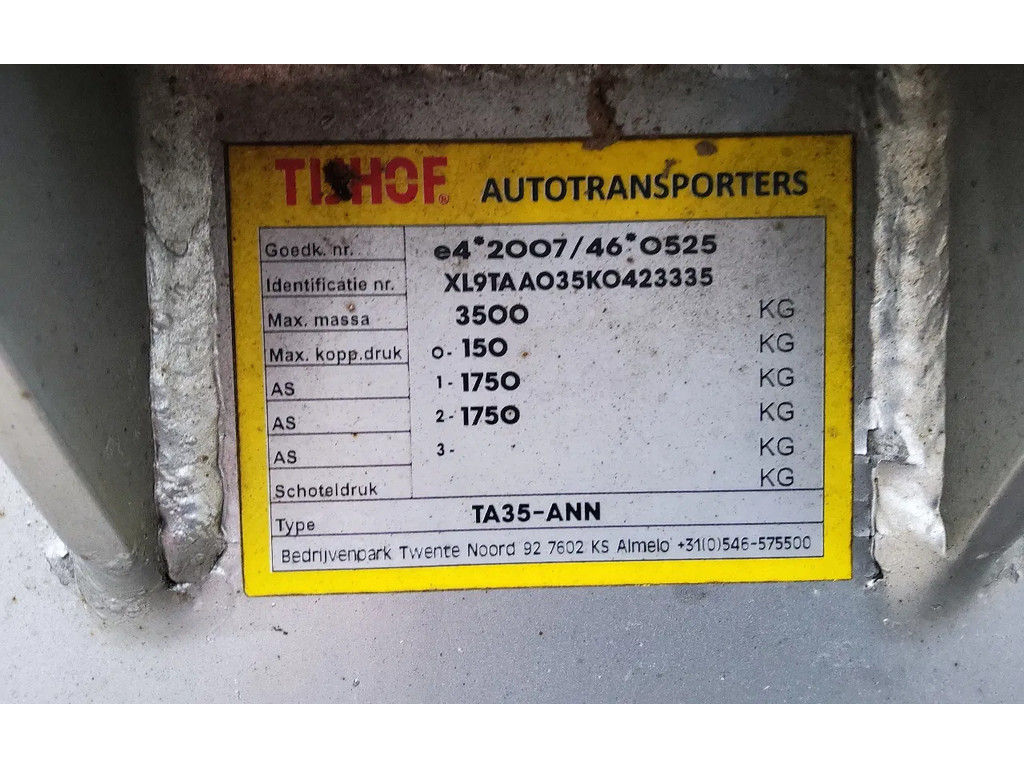 TIJHOF® AUTOTRANSPORTERS
Goedk. nr. e4*2007/46*0525
Identificatie nr. XL9TAA035K0423335
Max. massa 3500 KG
Max. kopp.druk 0- 150 KG
AS 1- 1750 KG
AS 2- 1750 KG
AS 3- KG
Schoteldruk KG
Type TA35-ANN
Bedrijvenpark Twente Noord 92 7602 KS Almelo +31(0)546-575500